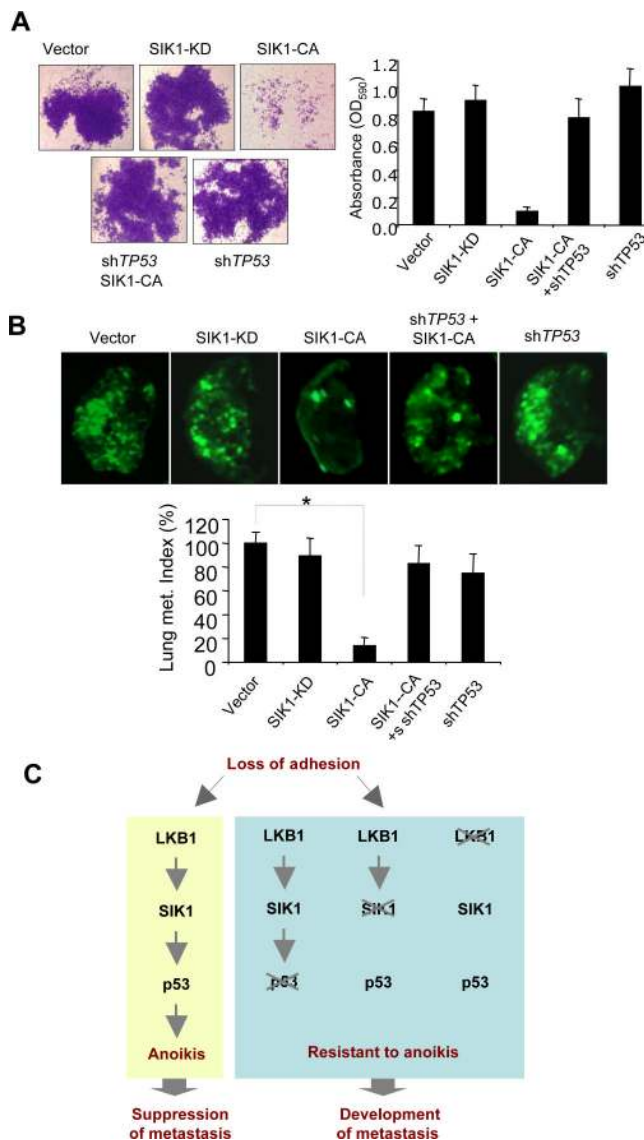 A
Vector SIK1-KD SIK1-CA
shTP53 shTP53
SIK1-CA
Absorbance (OD590)
1.2
1.0
0.8
0.6
0.4
0.2
0.0
Vector
SIK1-KD
SIK1-CA
SIK1-CA
+shTP53
shTP53
B
Vector SIK1-KD SIK1-CA shTP53 + SIK1-CA shTP53
*
Lung met. Index (%)
120
100
80
60
40
20
0
Vector
SIK1-KD
SIK1-CA
SIK1--CA
+s shTP53
shTP53
C
Loss of adhesion
LKB1 LKB1 LKB1 LKB1
SIK1 SIK1 SIK1 SIK1
p53 p53 p53 p53
Anoikis Resistant to anoikis
Suppression Development
of metastasis of metastasis